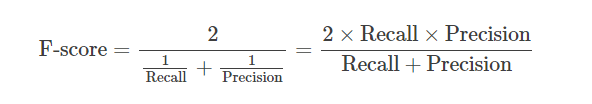 F-score = 2 / (1/Recall + 1/Precision) = (2 × Recall × Precision) / (Recall + Precision)